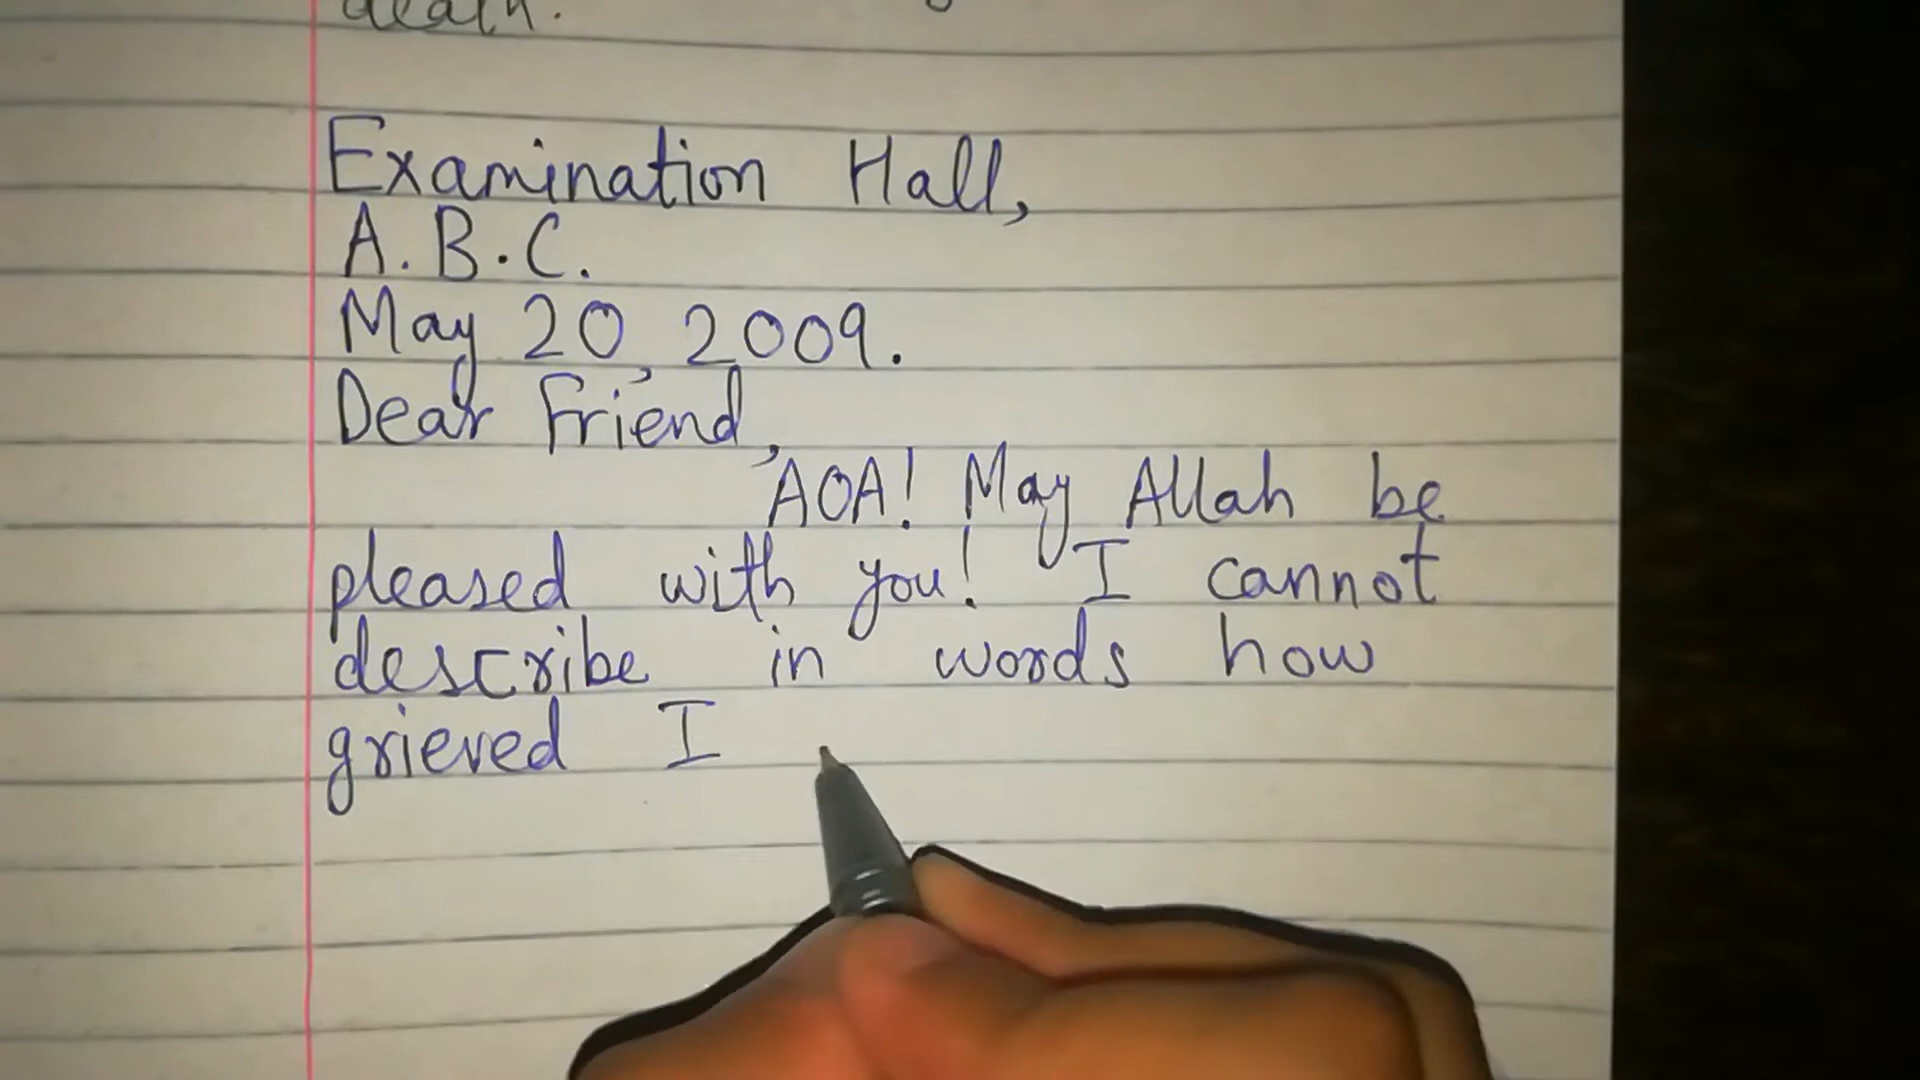 death.
Examination Hall,
A.B.C.
May 20, 2009.
Dear Friend,
AOA! May Allah be
pleased with you! I cannot
describe in words how
grieved I